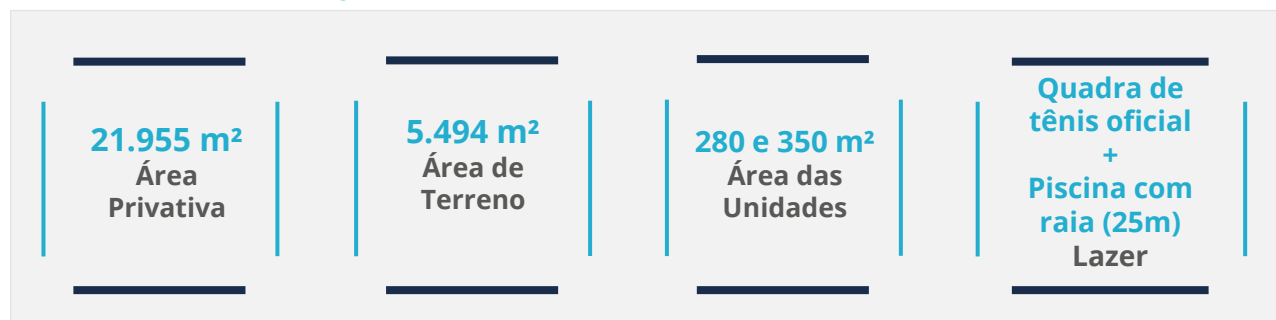 21.955 m²
Área
Privativa
5.494 m²
Área de
Terreno
280 e 350 m²
Área das
Unidades
Quadra de
tênis oficial
+
Piscina com
raia (25m)
Lazer